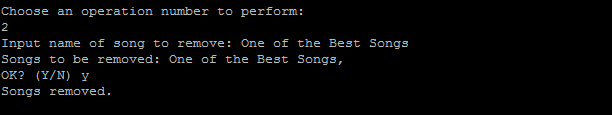 Choose an operation number to perform:
2
Input name of song to remove: One of the Best Songs
Songs to be removed: One of the Best Songs,
OK? (Y/N) y
Songs removed.